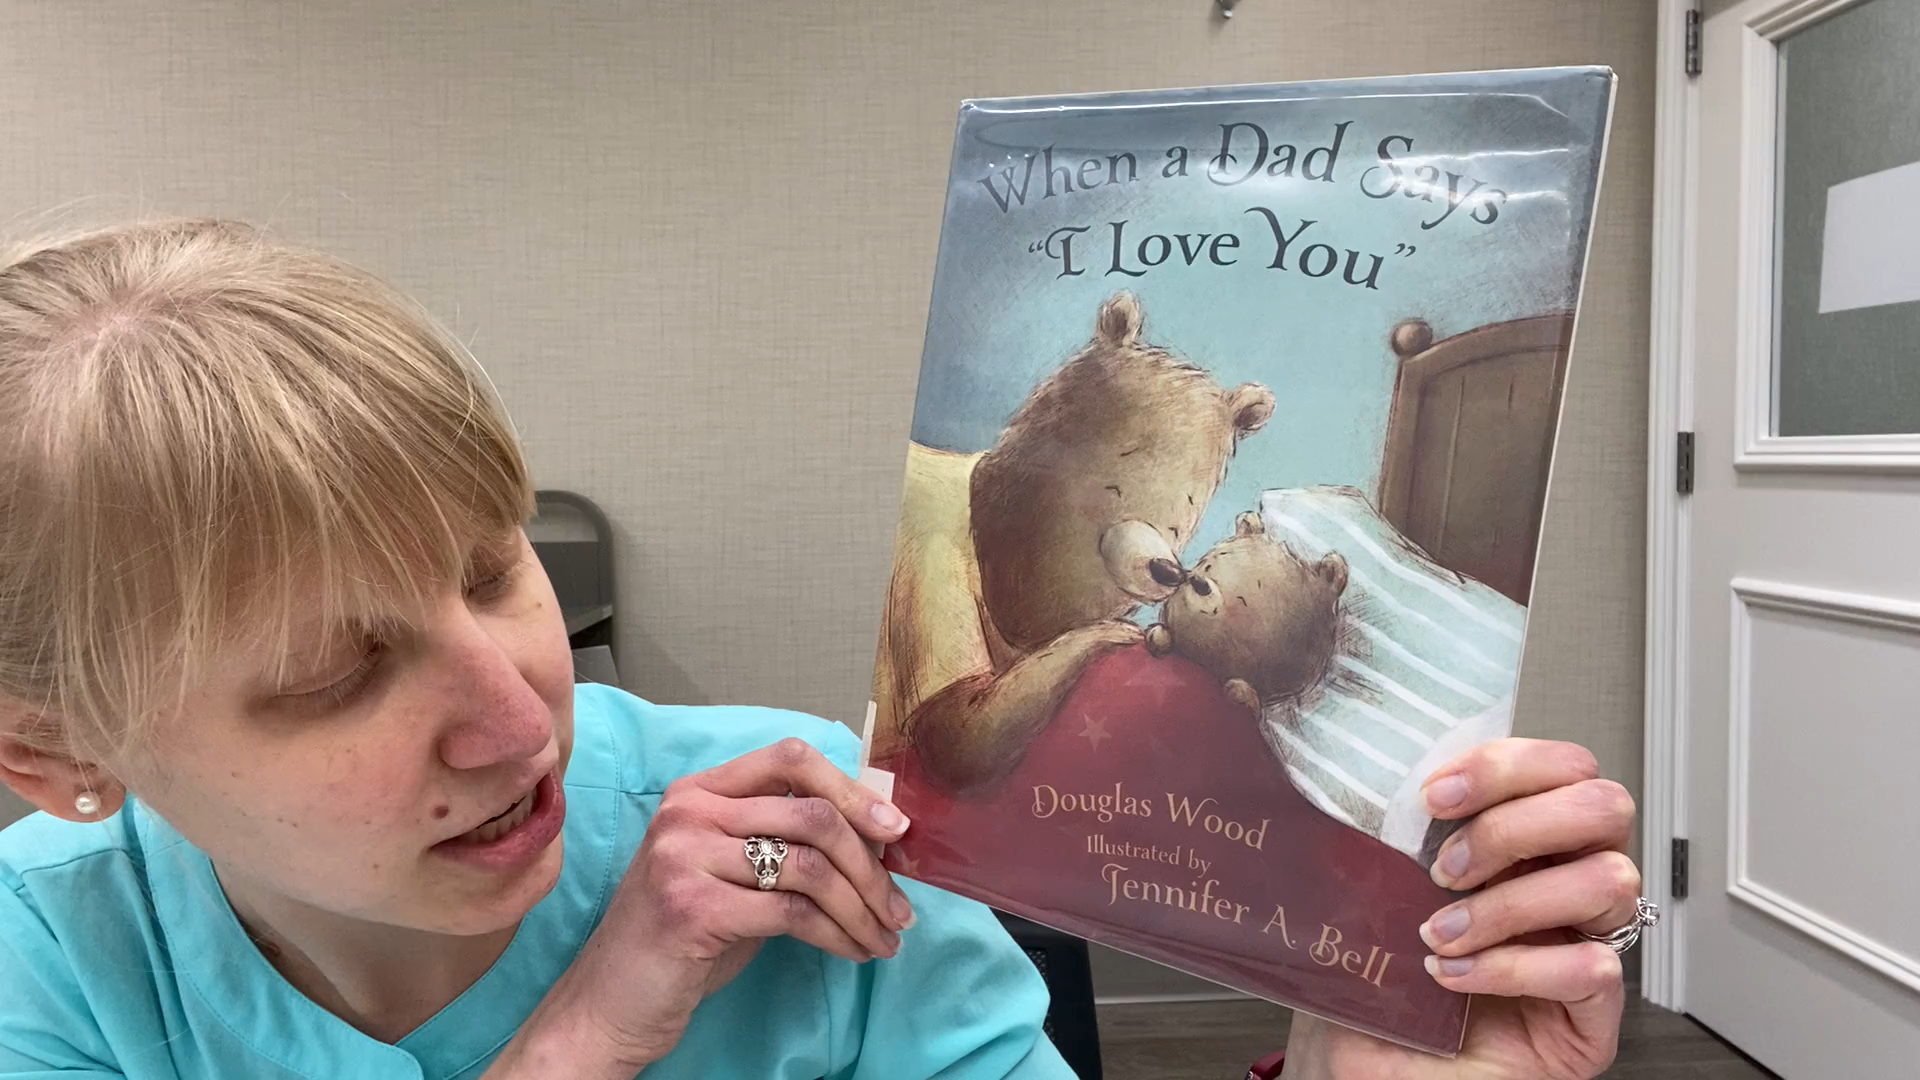 When a Dad Says
“I Love You”
Douglas Wood
Illustrated by
Jennifer A. Bell